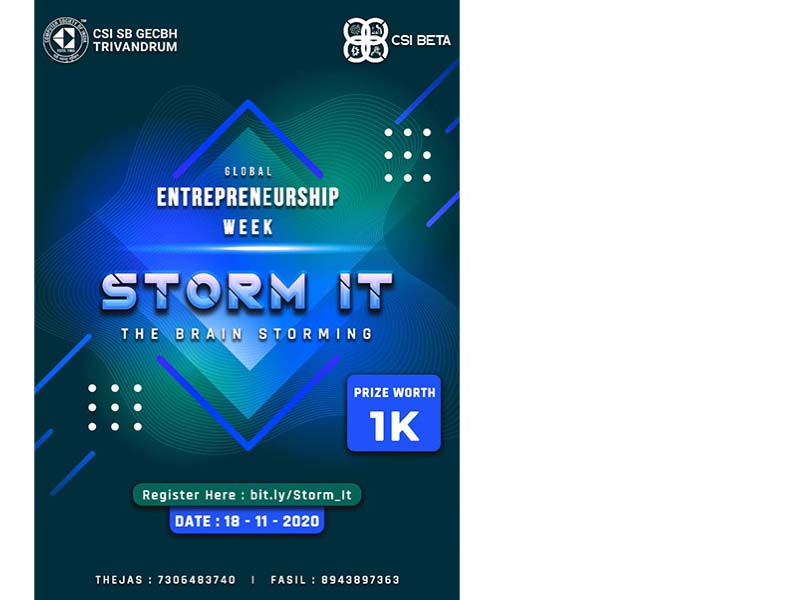 CSI SB GECBH
TRIVANDRUM
CSI BETA
GLOBAL
ENTREPRENEURSHIP
WEEK
STORM IT
THE BRAIN STORMING
PRIZE WORTH
1K
Register Here : bit.ly/Storm_It
DATE : 18 - 11 - 2020
THEJAS : 7306483740 | FASIL : 8943897363